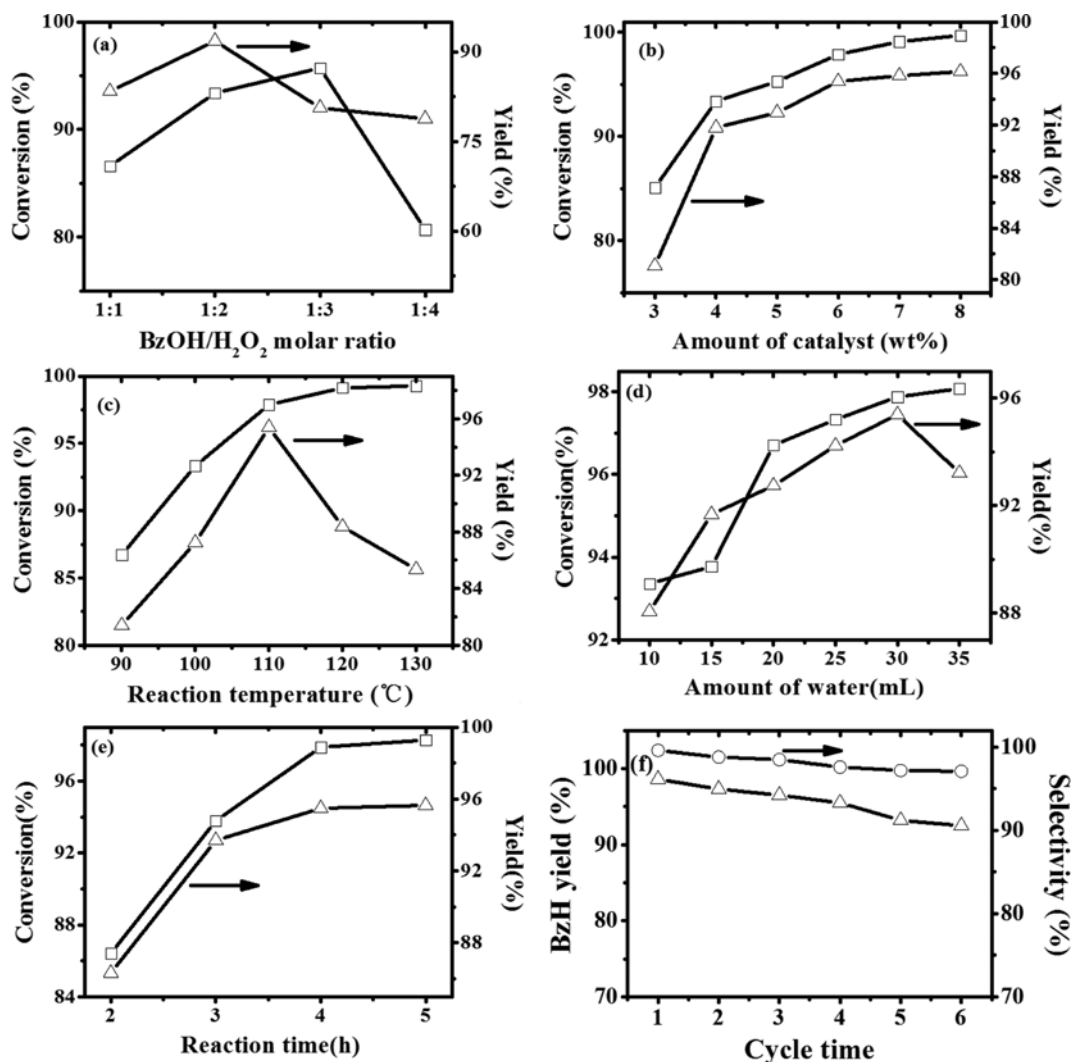 (a)
Conversion (%)
100
90
80
90
75
60
Yield (%)
1:1 1:2 1:3 1:4
BzOH/H₂O₂ molar ratio
(b)
Conversion (%)
100
90
80
100
96
92
88
84
80
Yield (%)
3 4 5 6 7 8
Amount of catalyst (wt%)
(c)
Conversion (%)
100
95
90
85
80
96
92
88
84
80
Yield (%)
90 100 110 120 130
Reaction temperature (℃)
(d)
Conversion(%)
98
96
94
92
96
92
88
Yield(%)
10 15 20 25 30 35
Amount of water(mL)
(e)
Conversion(%)
96
92
88
84
100
96
92
88
Yield(%)
2 3 4 5
Reaction time(h)
(f)
BzH yield (%)
100
90
80
70
100
90
80
70
Selectivity (%)
1 2 3 4 5 6
Cycle time